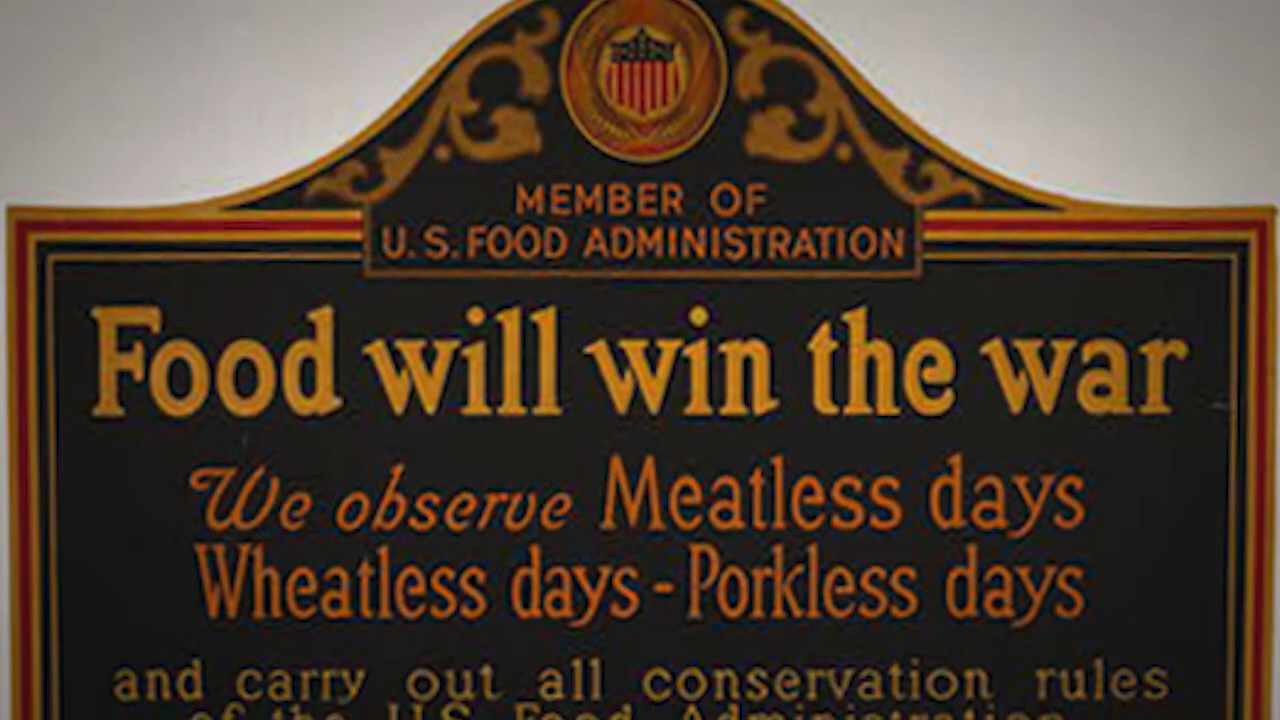 MEMBER OF
U.S. FOOD ADMINISTRATION
Food will win the war
We observe Meatless days
Wheatless days - Porkless days
and carry out all conservation rules
of the U.S. Food Administration